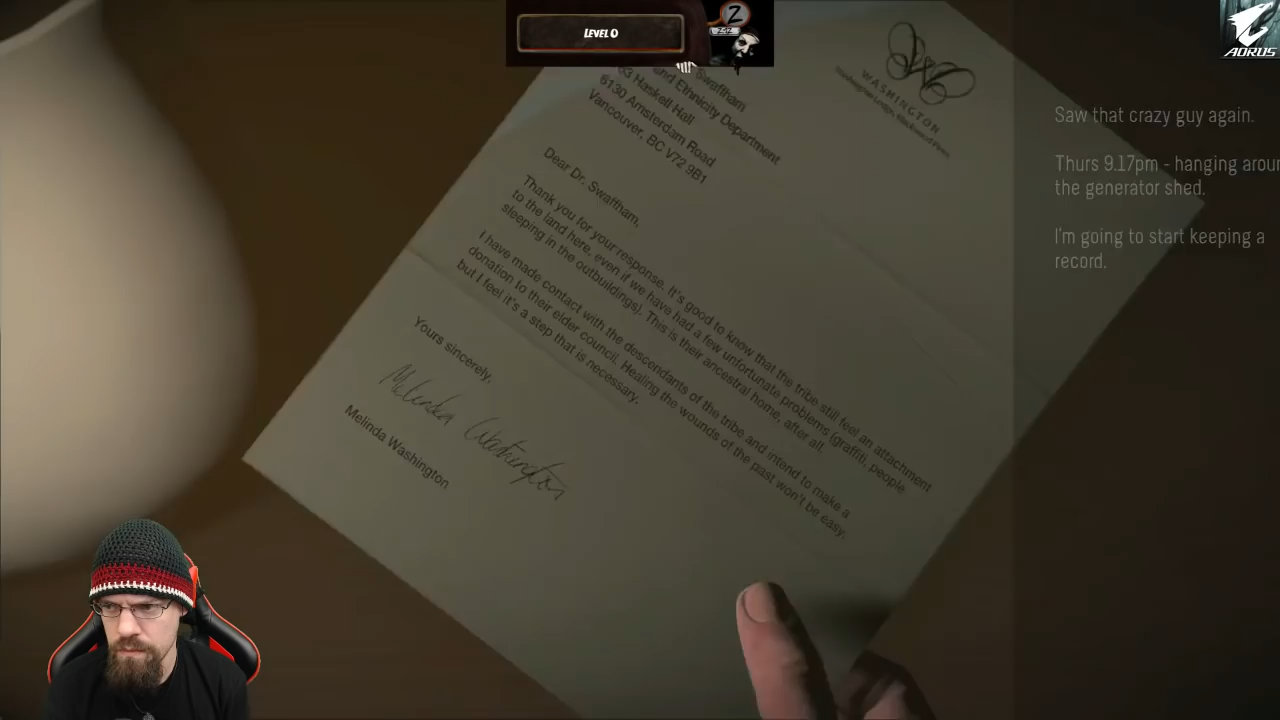 LEVEL 0
Z
AORUS
W
WASHINGTON
Swaffham
and Ethnicity Department
63 Haskell Hall
6130 Amsterdam Road
Vancouver, BC V72 9B1
Dear Dr. Swaffham,
Thank you for your response. It's good to know that the tribe still feel an attachment
to the land here, even if we have had a few unfortunate problems (graffiti, people
sleeping in the outbuildings). This is their ancestral home, after all.
I have made contact with the descendants of the tribe and intend to make a
donation to their elder council. Healing the wounds of the past won't be easy,
but I feel it's a step that is necessary.
Yours sincerely,
Melinda Washington
Melinda Washington
Saw that crazy guy again.
Thurs 9.17pm - hanging aroun
the generator shed.
I'm going to start keeping a
record.